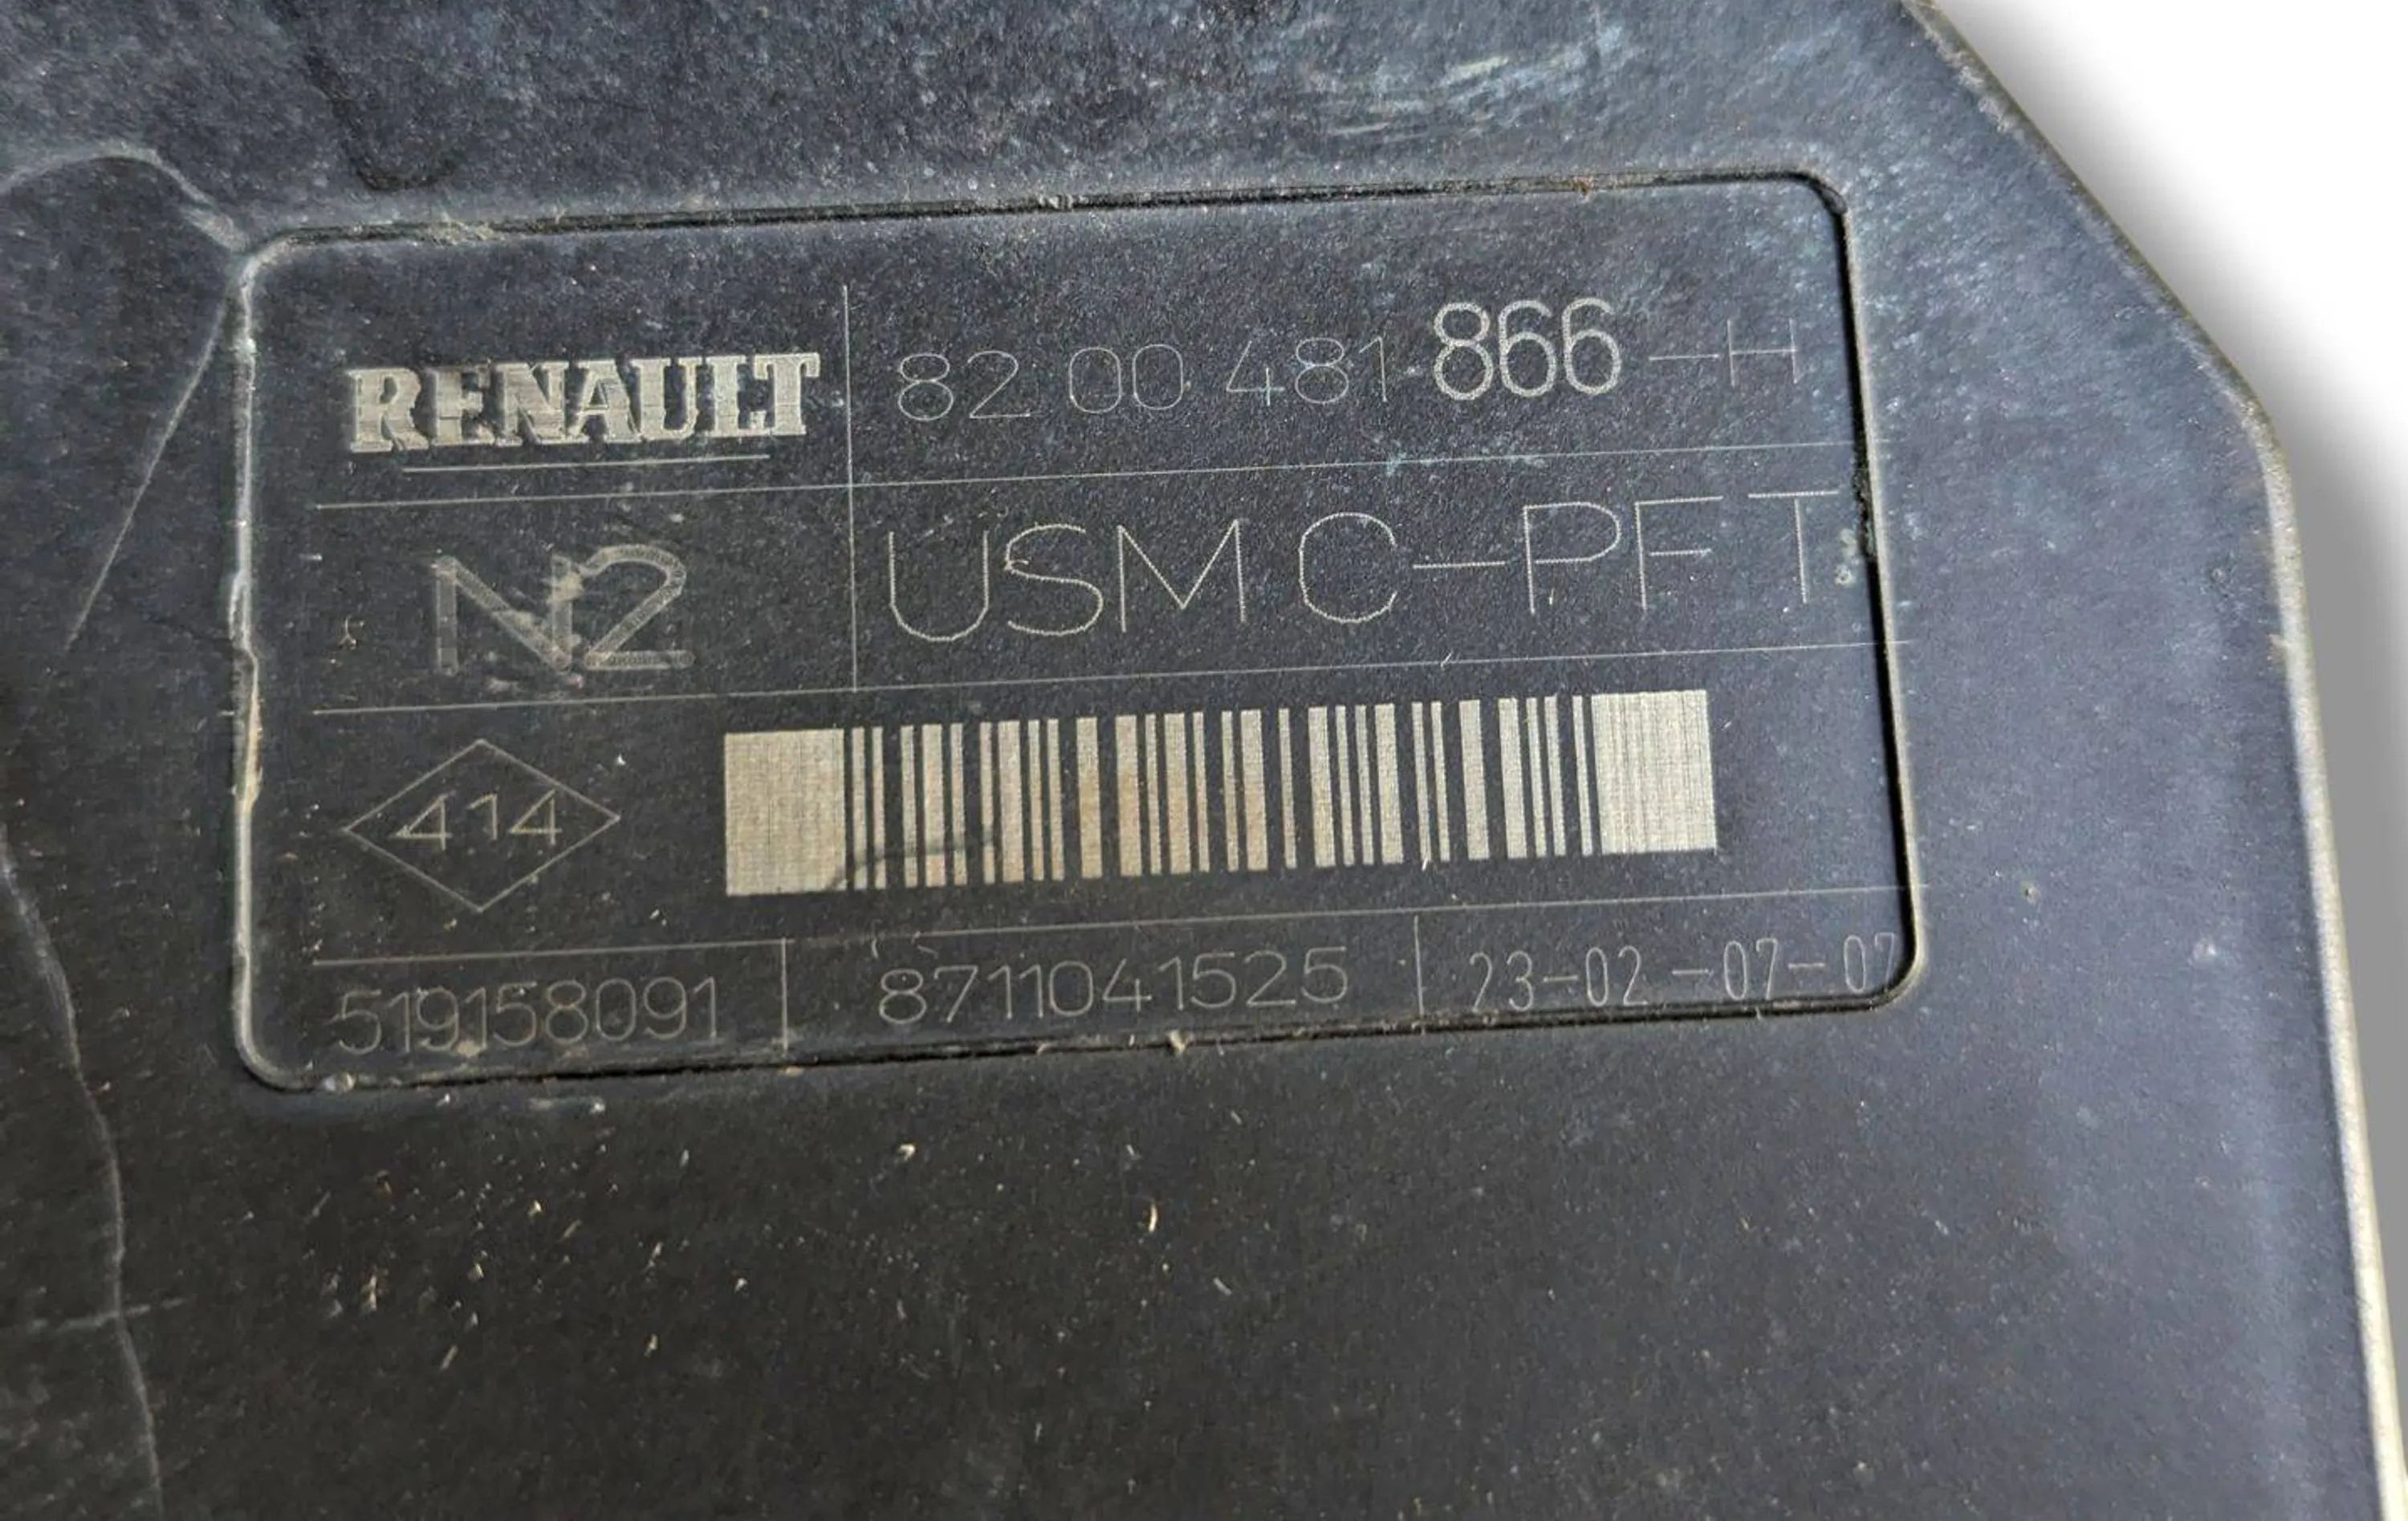 RENAULT 82 00 481 866 -H
N2 USM C-PFT
414
519158091 8711041525 23-02-07-07